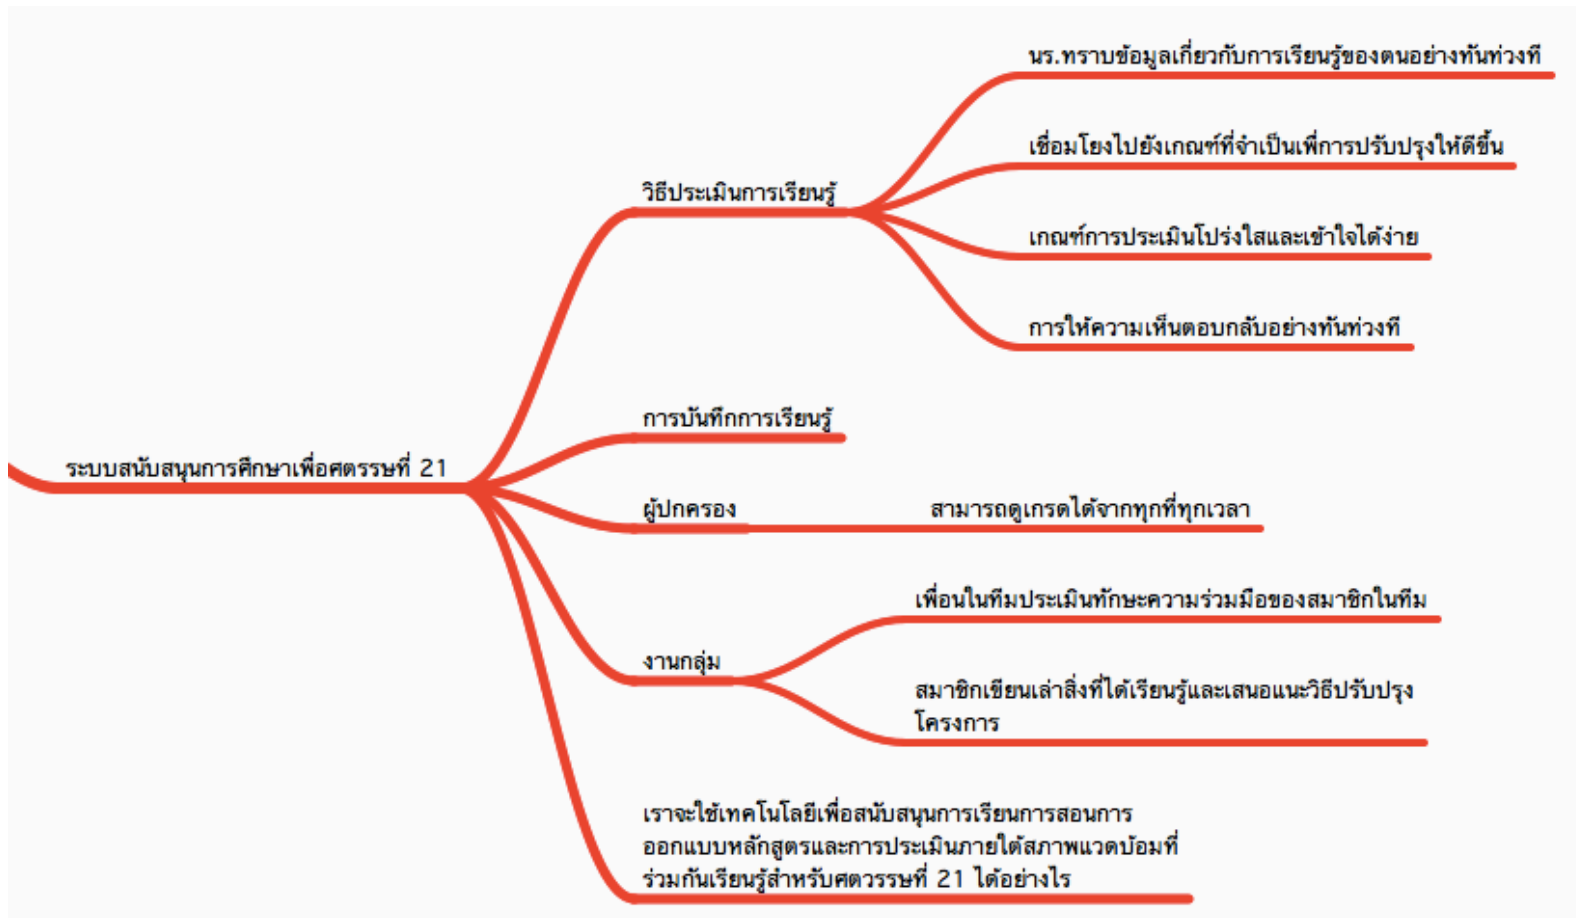 นร.ทราบข้อมูลเกี่ยวกับการเรียนรู้ของตนอย่างทันท่วงที
เชื่อมโยงไปยังเกณฑ์ที่จำเป็นเพื่การปรับปรุงให้ดีขึ้น
วิธีประเมินการเรียนรู้
เกณฑ์การประเมินโปร่งใสและเข้าใจได้ง่าย
การให้ความเห็นตอบกลับอย่างทันท่วงที
การบันทึกการเรียนรู้
ระบบสนับสนุนการศึกษาเพื่อศตรรษที่ 21
ผู้ปกครอง
สามารถดูเกรดได้จากทุกที่ทุกเวลา
เพื่อนในทีมประเมินทักษะความร่วมมือของสมาชิกในทีม
งานกลุ่ม
สมาชิกเขียนเล่าสิ่งที่ได้เรียนรู้และเสนอแนะวิธีปรับปรุง
โครงการ
เราจะใช้เทคโนโลยีเพื่อสนับสนุนการเรียนการสอนการ
ออกแบบหลักสูตรและการประเมินภายใต้สภาพแวดบ้อมที่
ร่วมกันเรียนรู้สำหรับศตวรรษที่ 21 ได้อย่างไร